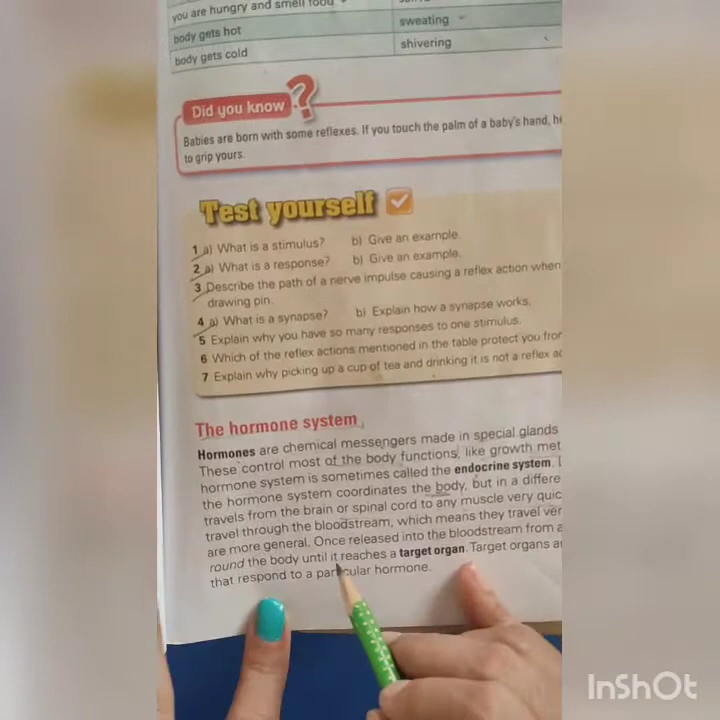 you are hungry and smell food
body gets hot sweating
body gets cold shivering
Did you know ?
Babies are born with some reflexes. If you touch the palm of a baby's hand, he
to grip yours.
Test yourself
1 a) What is a stimulus? b) Give an example.
2 a) What is a response? b) Give an example.
3 Describe the path of a nerve impulse causing a reflex action when
drawing pin.
4 a) What is a synapse? b) Explain how a synapse works.
5 Explain why you have so many responses to one stimulus.
6 Which of the reflex actions mentioned in the table protect you from
7 Explain why picking up a cup of tea and drinking it is not a reflex ac
The hormone system
Hormones are chemical messengers made in special glands
These control most of the body functions, like growth met
hormone system is sometimes called the endocrine system.
the hormone system coordinates the body, but in a differe
travels from the brain or spinal cord to any muscle very quic
travel through the bloodstream, which means they travel ver
are more general. Once released into the bloodstream from a
round the body until it reaches a target organ. Target organs a
that respond to a particular hormone.
InShOt